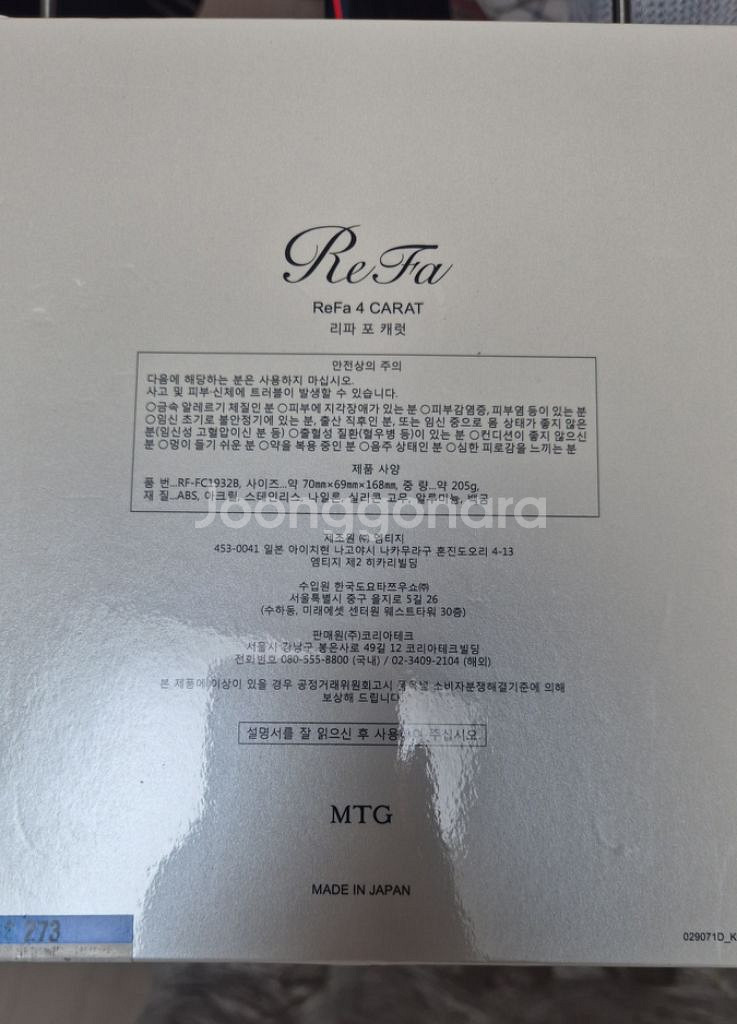 ReFa
ReFa 4 CARAT
리파 포 캐럿
안전상의 주의
다음에 해당하는 분은 사용하지 마십시오.
사고 및 피부·신체에 트러블이 발생할 수 있습니다.
○금속 알레르기 체질인 분 ○피부에 지각장애가 있는 분 ○피부감염증, 피부염 등이 있는 분
○임신 초기로 불안정기에 있는 분, 출산 직후인 분, 또는 임신 중으로 몸 상태가 좋지 않은
분(임신성 고혈압이신 분 등) ○출혈성 질환(혈우병 등)이 있는 분 ○컨디션이 좋지 않으신
분 ○멍이 들기 쉬운 분 ○약을 복용 중인 분 ○음주 상태인 분 ○심한 피로감을 느끼는 분
제품 사양
품 번...RF-FC1932B, 사이즈...약 70mm×69mm×168mm, 중 량...약 205g,
재 질...ABS, 아크릴, 스테인리스, 나일론, 실리콘 고무, 알루미늄, 백금
Joonggonara
제조원 ㈜ 엠티지
453-0041 일본 아이치현 나고야시 나카무라구 혼진도오리 4-13
엠티지 제2 히카리빌딩
수입원 한국도요타쯔우쇼㈜
서울특별시 중구 을지로 5길 26
(수하동, 미래에셋 센터원 웨스트타워 30층)
판매원(주)코리아테크
서울시 강남구 봉은사로 49길 12 코리아테크빌딩
전화번호 080-555-8800 (국내) / 02-3409-2104 (해외)
본 제품에 이상이 있을 경우 공정거래위원회고시 소비자분쟁해결기준에 의해
보상해 드립니다.
설명서를 잘 읽으신 후 사용하여 주십시오
MTG
MADE IN JAPAN
273
029071D_K